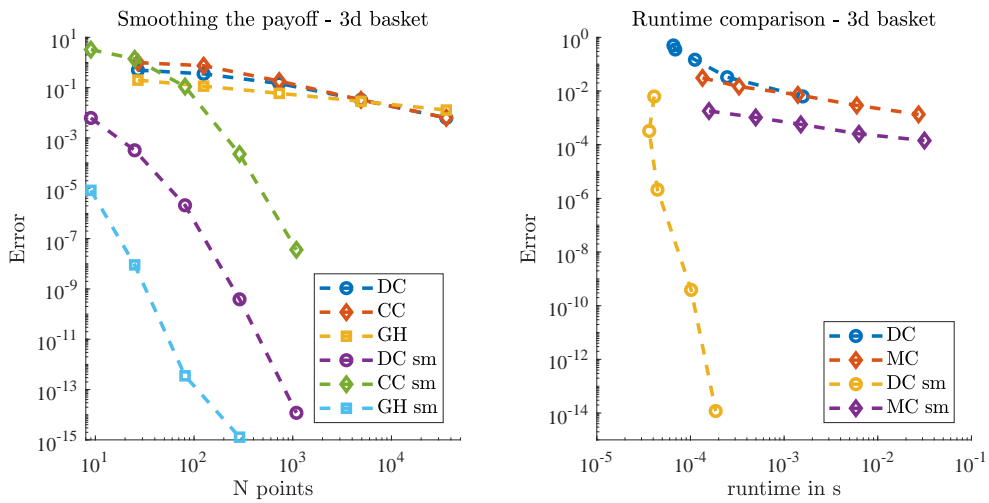 Smoothing the payoff - 3d basket
10^1
10^-1
10^-3
10^-5
10^-7
10^-9
10^-11
10^-13
10^-15
Error
10^1
10^2
10^3
10^4
N points
DC
CC
GH
DC sm
CC sm
GH sm
Runtime comparison - 3d basket
10^0
10^-2
10^-4
10^-6
10^-8
10^-10
10^-12
10^-14
Error
10^-5
10^-4
10^-3
10^-2
10^-1
runtime in s
DC
MC
DC sm
MC sm